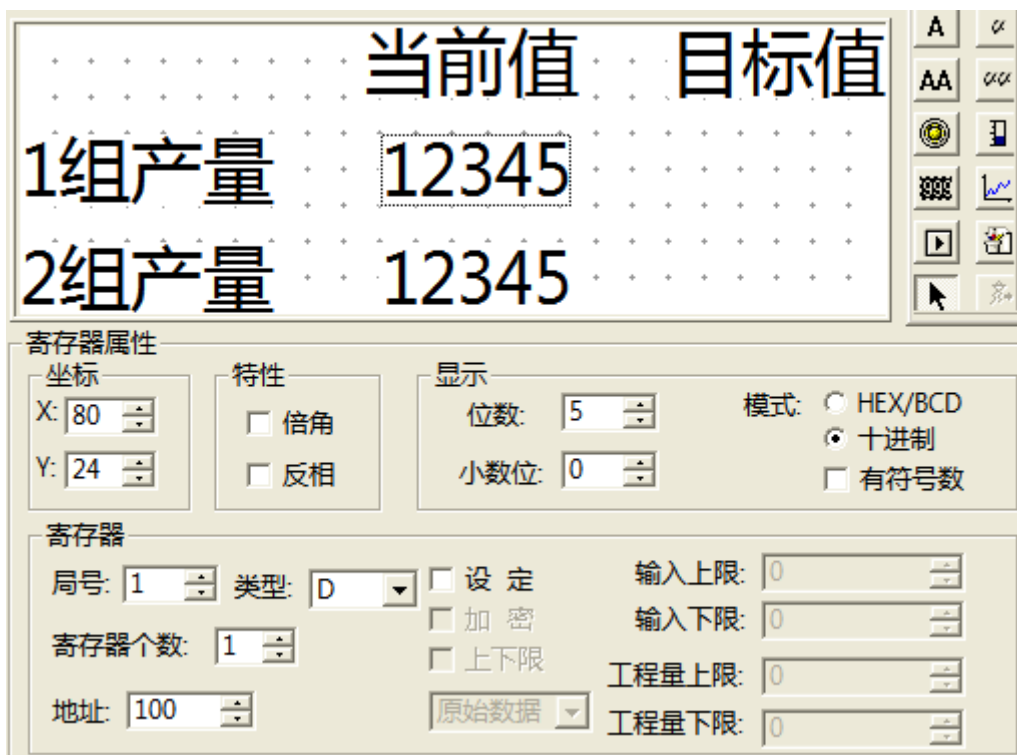 当前值 目标值
1组产量 12345
2组产量 12345
A
AA
寄存器属性
坐标
X: 80
Y: 24
特性
倍角
反相
显示
位数: 5
小数位: 0
模式: HEX/BCD
十进制
有符号数
寄存器
局号: 1 类型: D
寄存器个数: 1
地址: 100
设 定
加 密
上下限
原始数据
输入上限: 0
输入下限: 0
工程量上限: 0
工程量下限: 0